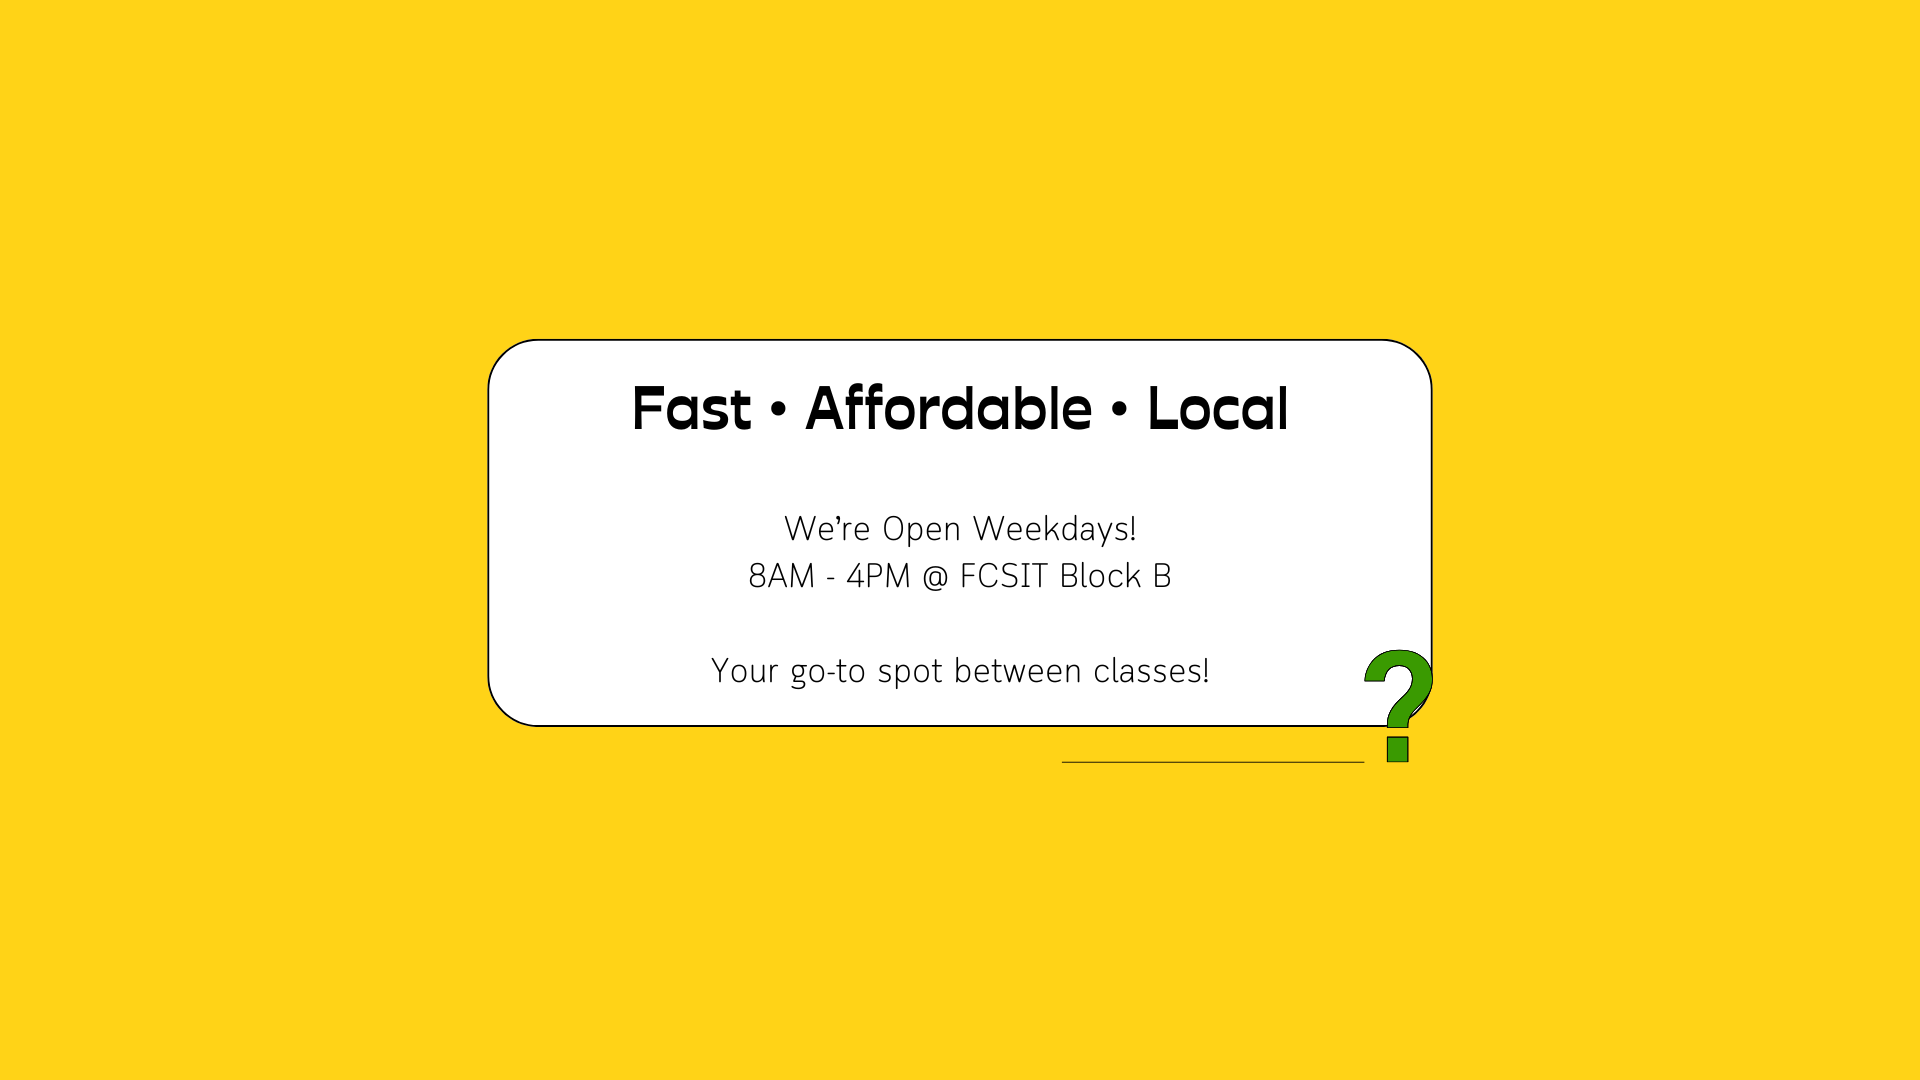 Fast • Affordable • Local
We’re Open Weekdays!
8AM - 4PM @ FCSIT Block B
Your go-to spot between classes!
?